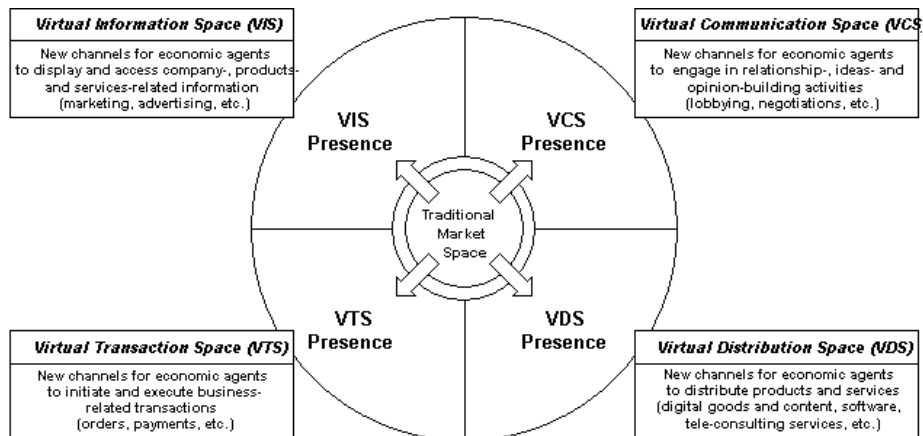 Virtual Information Space (VIS)
New channels for economic agents
to display and access company-, products-
and services-related information
(marketing, advertising, etc.)
Virtual Communication Space (VCS)
New channels for economic agents
to engage in relationship-, ideas- and
opinion-building activities
(lobbying, negotiations, etc.)
VIS
Presence
VCS
Presence
Traditional
Market
Space
VTS
Presence
VDS
Presence
Virtual Transaction Space (VTS)
New channels for economic agents
to initiate and execute business-
related transactions
(orders, payments, etc.)
Virtual Distribution Space (VDS)
New channels for economic agents
to distribute products and services
(digital goods and content, software,
tele-consulting services, etc.)